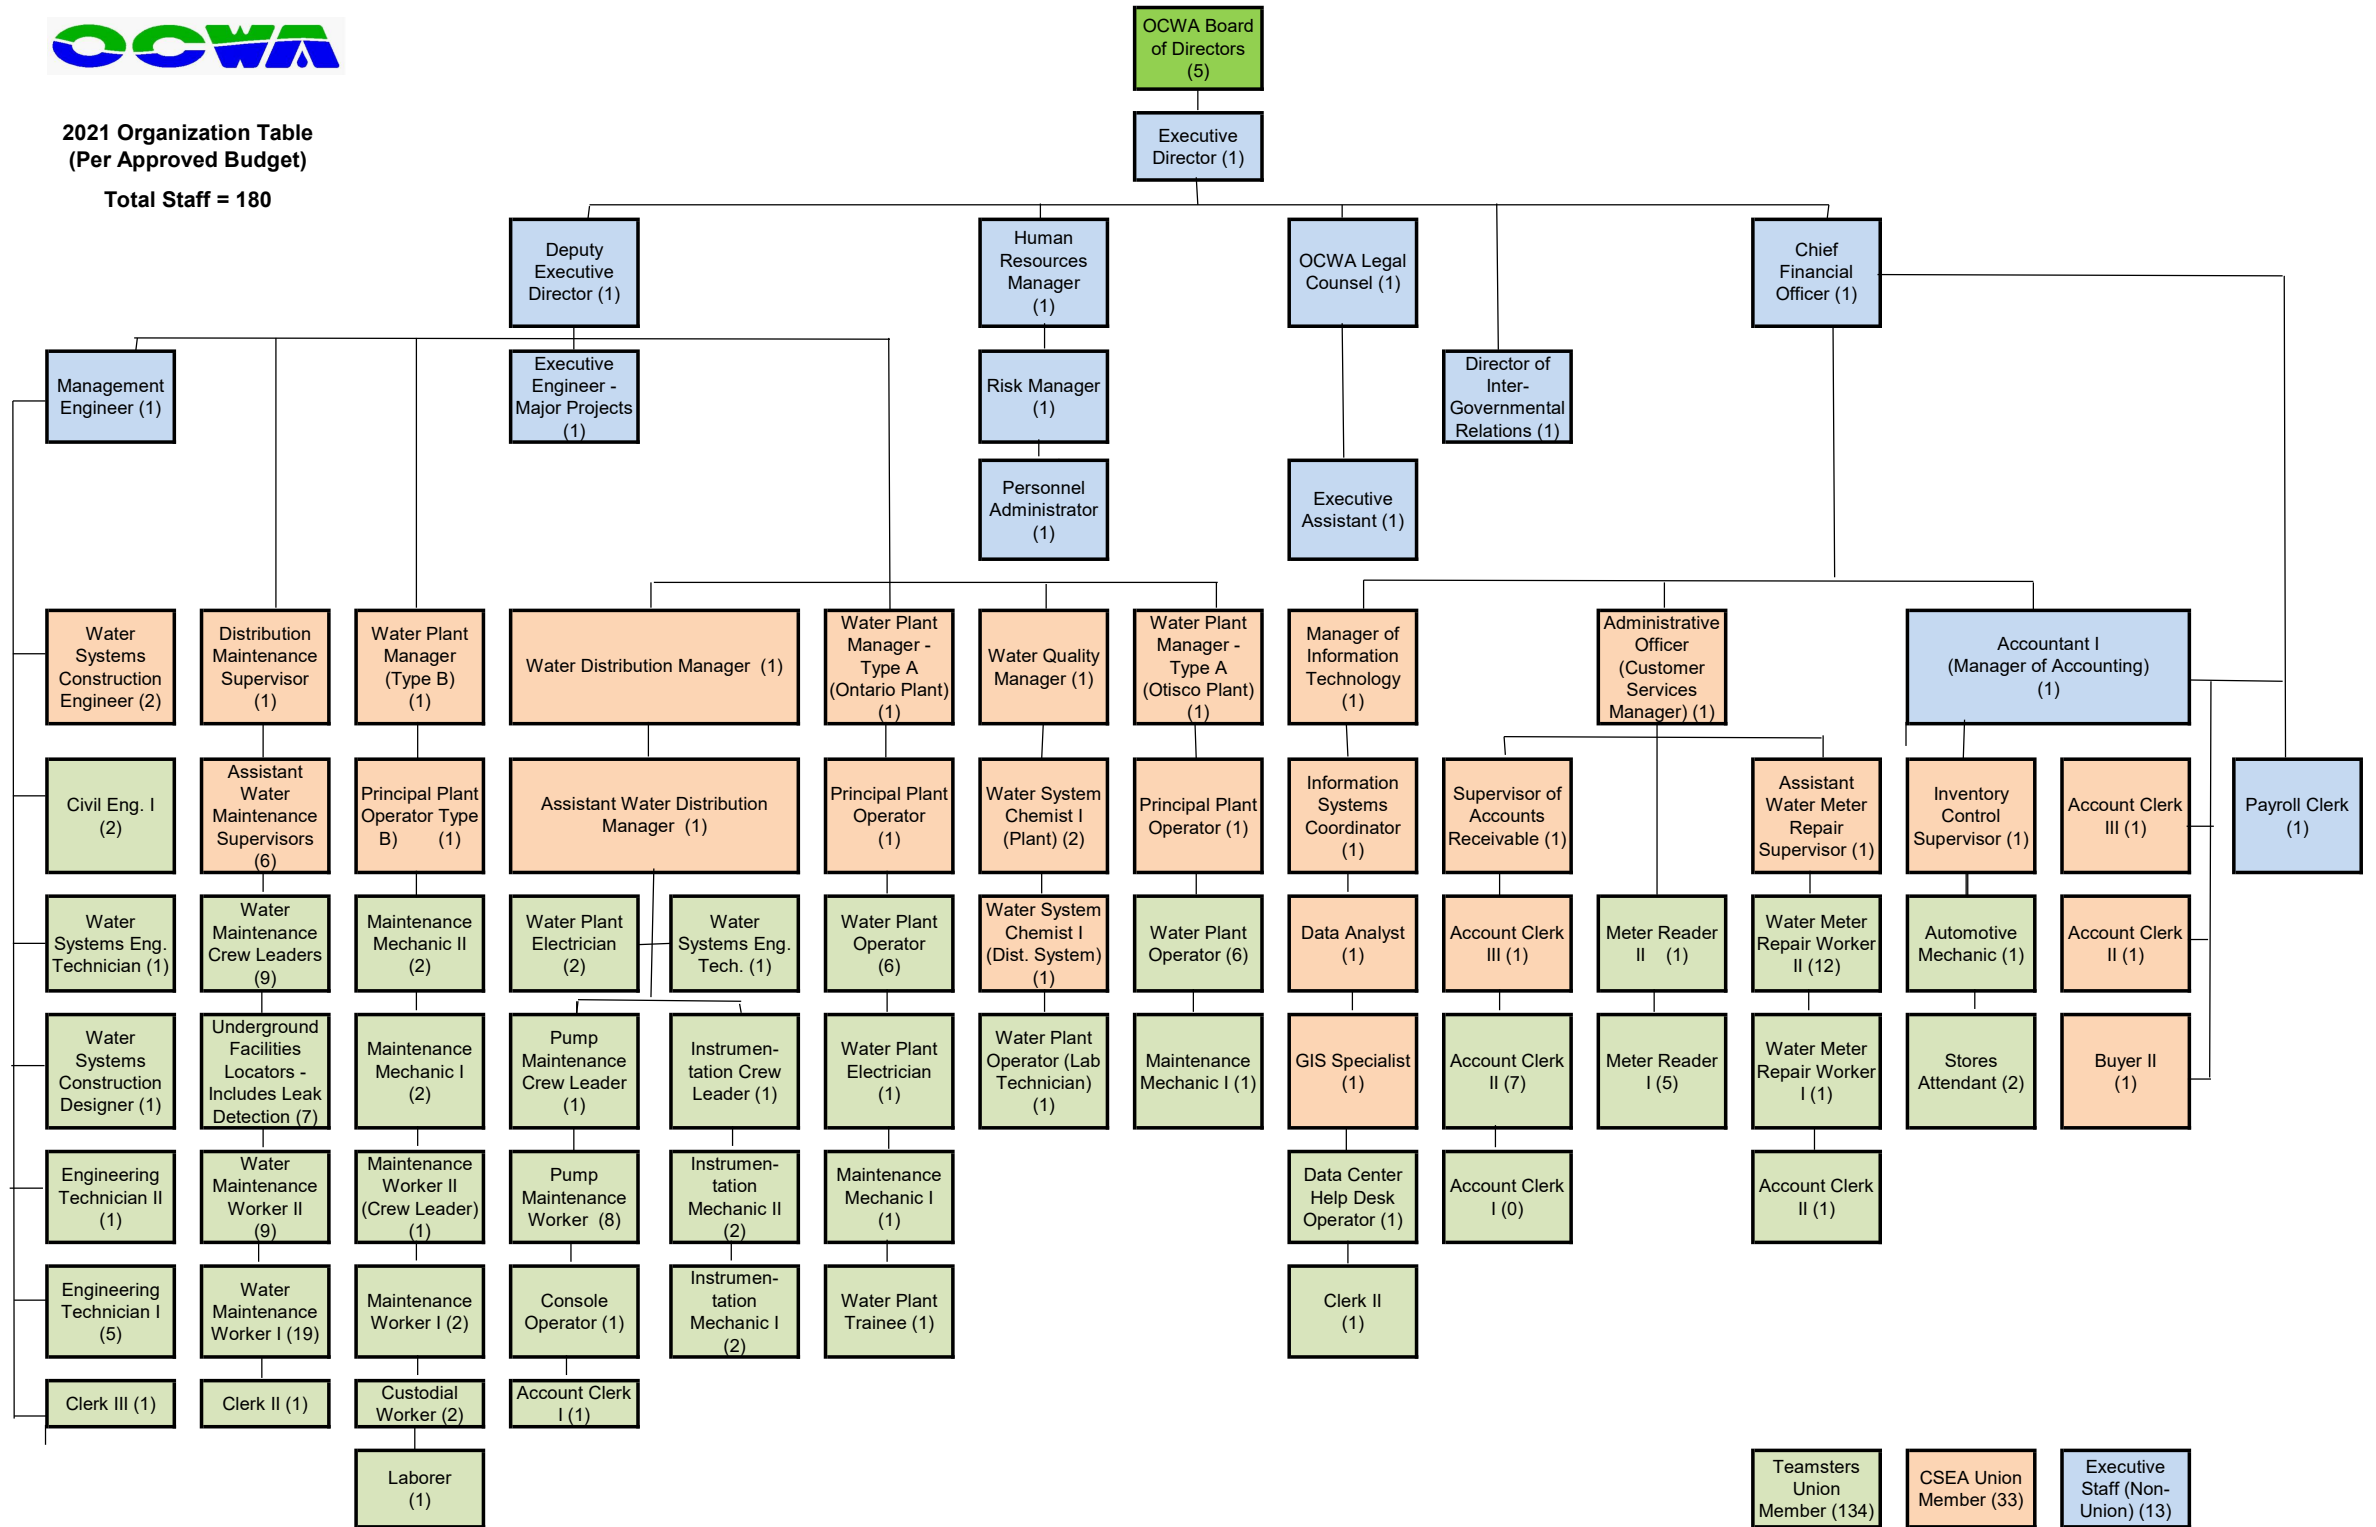 OCWA
2021 Organization Table
(Per Approved Budget)
Total Staff = 180
OCWA Board
of Directors
(5)
Executive
Director (1)
Deputy
Executive
Director (1)
Human
Resources
Manager
(1)
OCWA Legal
Counsel (1)
Chief
Financial
Officer (1)
Management
Engineer (1)
Executive
Engineer -
Major Projects
(1)
Risk Manager
(1)
Director of
Inter-
Governmental
Relations (1)
Personnel
Administrator
(1)
Executive
Assistant (1)
Water
Systems
Construction
Engineer (2)
Distribution
Maintenance
Supervisor
(1)
Water Plant
Manager
(Type B)
(1)
Water Distribution Manager (1)
Water Plant
Manager -
Type A
(Ontario Plant)
(1)
Water Quality
Manager (1)
Water Plant
Manager -
Type A
(Otisco Plant)
(1)
Manager of
Information
Technology
(1)
Administrative
Officer
(Customer
Services
Manager) (1)
Accountant I
(Manager of Accounting)
(1)
Civil Eng. I
(2)
Assistant
Water
Maintenance
Supervisors
(6)
Principal Plant
Operator Type
B) (1)
Assistant Water Distribution
Manager (1)
Principal Plant
Operator
(1)
Water System
Chemist I
(Plant) (2)
Principal Plant
Operator (1)
Information
Systems
Coordinator
(1)
Supervisor of
Accounts
Receivable (1)
Assistant
Water Meter
Repair
Supervisor (1)
Inventory
Control
Supervisor (1)
Account Clerk
III (1)
Payroll Clerk
(1)
Water
Systems Eng.
Technician (1)
Water
Maintenance
Crew Leaders
(9)
Maintenance
Mechanic II
(2)
Water Plant
Electrician
(2)
Water
Systems Eng.
Tech. (1)
Water Plant
Operator
(6)
Water System
Chemist I
(Dist. System)
(1)
Water Plant
Operator (6)
Data Analyst
(1)
Account Clerk
III (1)
Meter Reader
II (1)
Water Meter
Repair Worker
II (12)
Automotive
Mechanic (1)
Account Clerk
II (1)
Water
Systems
Construction
Designer (1)
Underground
Facilities
Locators -
Includes Leak
Detection (7)
Maintenance
Mechanic I
(2)
Pump
Maintenance
Crew Leader
(1)
Instrumen-
tation Crew
Leader (1)
Water Plant
Electrician
(1)
Water Plant
Operator (Lab
Technician)
(1)
Maintenance
Mechanic I (1)
GIS Specialist
(1)
Account Clerk
II (7)
Meter Reader
I (5)
Water Meter
Repair Worker
I (1)
Stores
Attendant (2)
Buyer II
(1)
Engineering
Technician II
(1)
Water
Maintenance
Worker II
(9)
Maintenance
Worker II
(Crew Leader)
(1)
Pump
Maintenance
Worker (8)
Instrumen-
tation
Mechanic II
(2)
Maintenance
Mechanic I
(1)
Data Center
Help Desk
Operator (1)
Account Clerk
I (0)
Account Clerk
II (1)
Engineering
Technician I
(5)
Water
Maintenance
Worker I (19)
Maintenance
Worker I (2)
Console
Operator (1)
Instrumen-
tation
Mechanic I
(2)
Water Plant
Trainee (1)
Clerk II
(1)
Clerk III (1)
Clerk II (1)
Custodial
Worker (2)
Account Clerk
I (1)
Laborer
(1)
Teamsters
Union
Member (134)
CSEA Union
Member (33)
Executive
Staff (Non-
Union) (13)